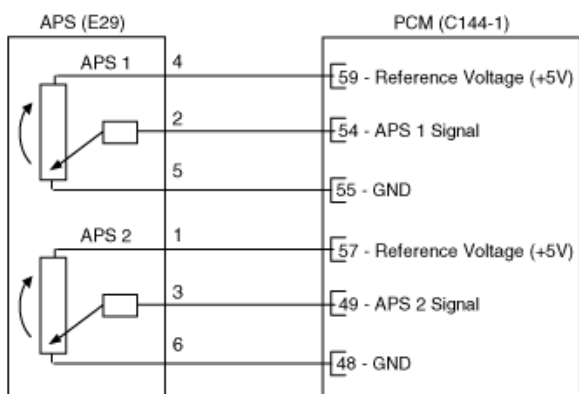 APS (E29)
PCM (C144-1)
APS 1
4
59 - Reference Voltage (+5V)
2
54 - APS 1 Signal
5
55 - GND
APS 2
1
57 - Reference Voltage (+5V)
3
49 - APS 2 Signal
6
48 - GND